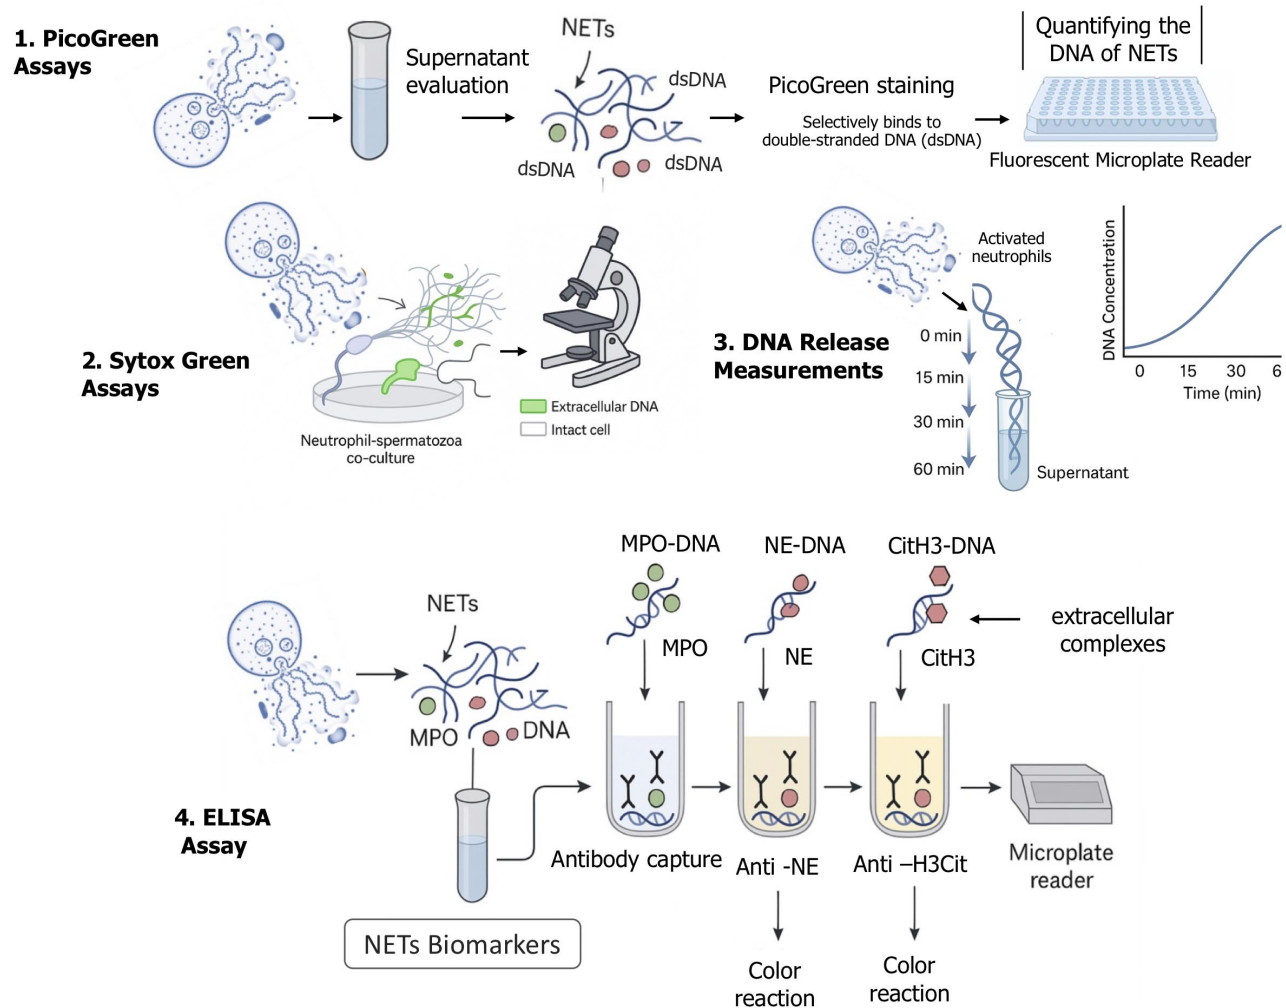 1. PicoGreen
Assays
Supernatant
evaluation
NETs
dsDNA
dsDNA
dsDNA
PicoGreen staining
Selectively binds to
double-stranded DNA (dsDNA)
Quantifying the
DNA of NETs
Fluorescent Microplate Reader
2. Sytox Green
Assays
Neutrophil-spermatozoa
co-culture
Extracellular DNA
Intact cell
3. DNA Release
Measurements
Activated
neutrophils
0 min
15 min
30 min
60 min
Supernatant
DNA Concentration
0 15 30 6
Time (min)
4. ELISA
Assay
NETs
MPO
DNA
NETs Biomarkers
MPO-DNA
NE-DNA
CitH3-DNA
extracellular
complexes
MPO
NE
CitH3
Antibody capture
Anti -NE
Anti –H3Cit
Microplate
reader
Color
reaction
Color
reaction